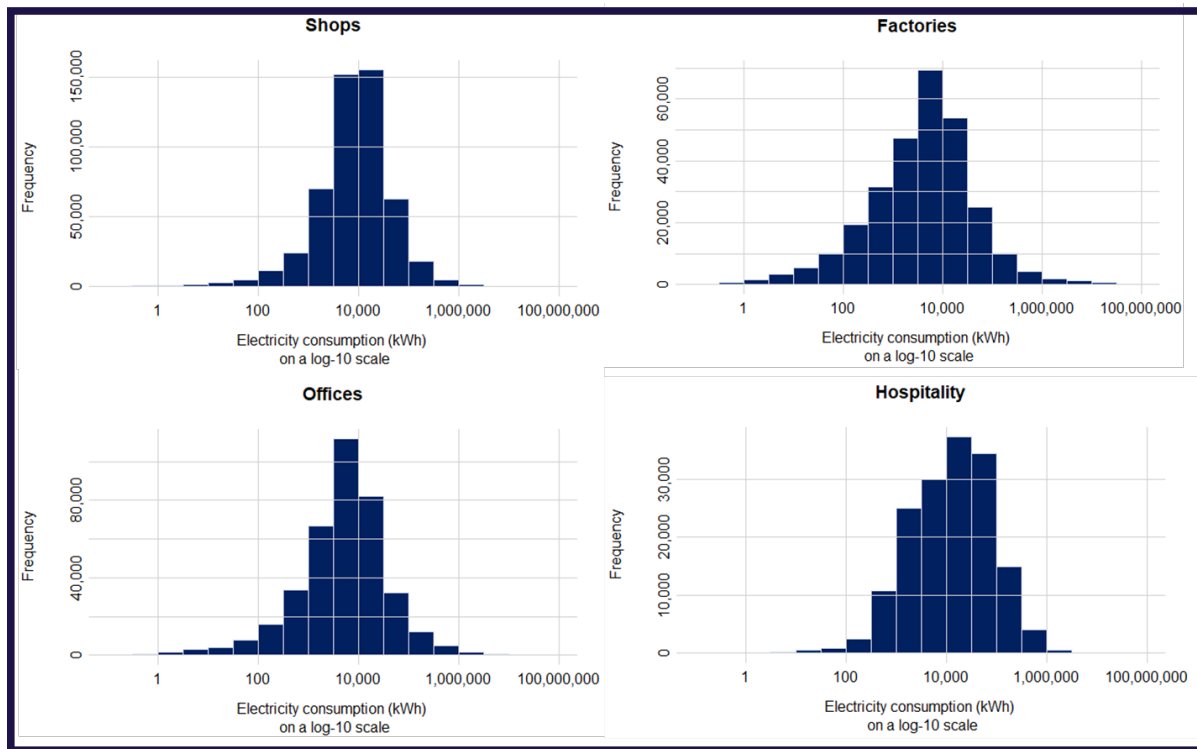 Shops
Frequency
150,000
100,000
50,000
0
1
100
10,000
1,000,000
100,000,000
Electricity consumption (kWh)
on a log-10 scale
Factories
Frequency
60,000
40,000
20,000
0
1
100
10,000
1,000,000
100,000,000
Electricity consumption (kWh)
on a log-10 scale
Offices
Frequency
80,000
40,000
0
1
100
10,000
1,000,000
100,000,000
Electricity consumption (kWh)
on a log-10 scale
Hospitality
Frequency
30,000
20,000
10,000
0
1
100
10,000
1,000,000
100,000,000
Electricity consumption (kWh)
on a log-10 scale